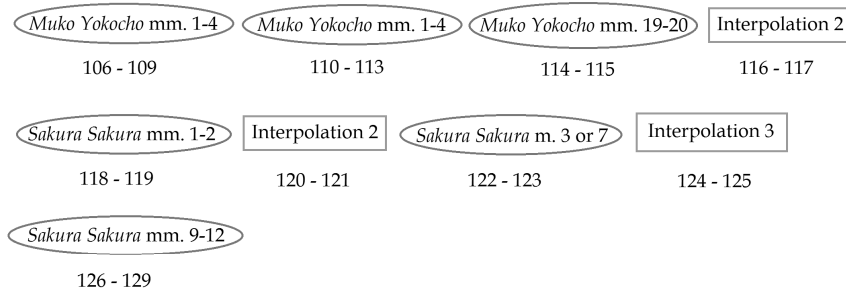 Muko Yokocho mm. 1-4 Muko Yokocho mm. 1-4 Muko Yokocho mm. 19-20 Interpolation 2
106 - 109 110 - 113 114 - 115 116 - 117
Sakura Sakura mm. 1-2 Interpolation 2 Sakura Sakura m. 3 or 7 Interpolation 3
118 - 119 120 - 121 122 - 123 124 - 125
Sakura Sakura mm. 9-12
126 - 129